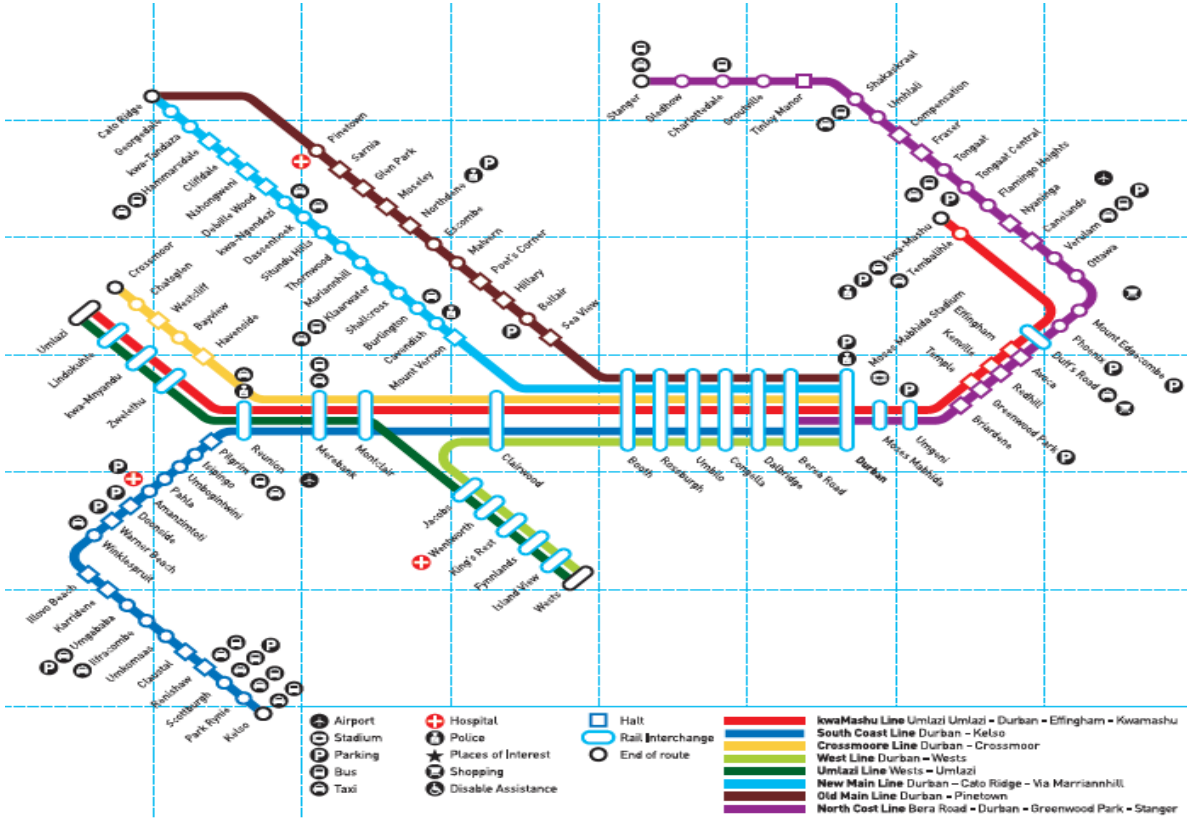 Cato Ridge
Georgedale
kwa-Tandaza
Hammarsdale
Cliffdale
Nshongweni
Delville Wood
kwa-Ngendezi
Dassenhoek
Situndu Hills
Thornwood
Mariannhill
Klaarwater
Shallcross
Burlington
Cavendish
Mount Vernon
Pinetown
Sarnia
Glen Park
Moseley
Northdene
Escombe
Malvern
Poet's Corner
Hillary
Bellair
Sea View
Stanger
Gledhow
Charlottedale
Groutville
Tinley Manor
Shakaskraal
Umhlali
Compensation
Fraser
Tongaat
Tongaat Central
Flamingo Heights
Nyaninga
Canelands
Verulam
Ottawa
Mount Edgecombe
Phoenix
Duff's Road
Avoca
Redhill
Greenwood Park
Briardene
kwa-Mashu
Tembalihle
Effingham
Kenville
Temple
Moses Mabhida Stadium
Umgeni
Moses Mabhida
Crossmoor
Chatsglen
Westcliff
Bayview
Havenside
Umlazi
Lindokuhle
kwa-Mnyandu
Zwelethu
Reunion
Merebank
Montclair
Clairwood
Booth
Rossburgh
Umbilo
Congella
Dalbridge
Berea Road
Durban
Jacobs
Wentworth
King's Rest
Fynnlands
Island View
Wests
Pilgrim
Isipingo
Umbogintwini
Pahla
Amanzimtoti
Doonside
Warner Beach
Winklespruit
Illovo Beach
Karridene
Umgababa
Ilfracombe
Umkomaas
Claustal
Renishaw
Scottburgh
Park Rynie
Kelso
Airport
Stadium
Parking
Bus
Taxi
Hospital
Police
Places of Interest
Shopping
Disable Assistance
Halt
Rail Interchange
End of route
kwaMashu Line Umlazi Umlazi - Durban - Effingham - Kwamashu
South Coast Line Durban - Kelso
Crossmoore Line Durban - Crossmoor
West Line Durban - Wests
Umlazi Line Wests - Umlazi
New Main Line Durban - Cato Ridge - Via Marriannhill
Old Main Line Durban - Pinetown
North Cost Line Bera Road - Durban - Greenwood Park - Stanger